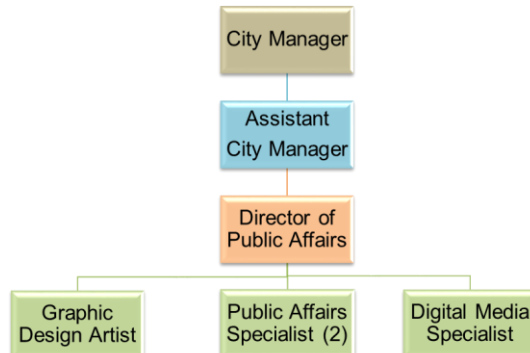 City Manager
Assistant
City Manager
Director of
Public Affairs
Graphic
Design Artist
Public Affairs
Specialist (2)
Digital Media
Specialist